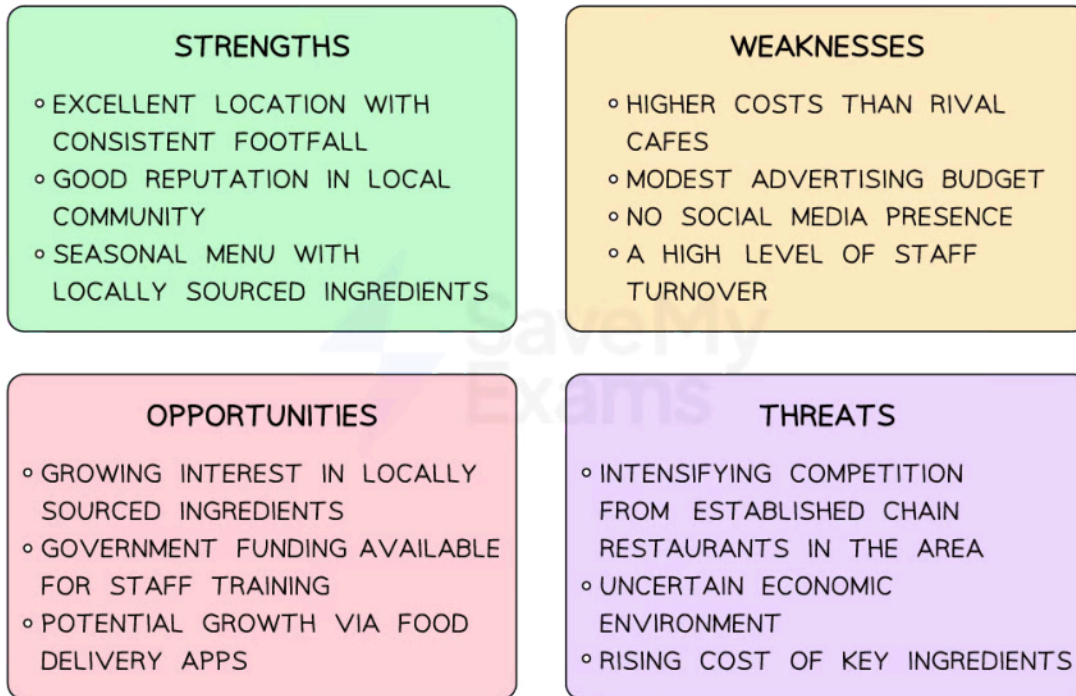 STRENGTHS
◦ EXCELLENT LOCATION WITH
CONSISTENT FOOTFALL
◦ GOOD REPUTATION IN LOCAL
COMMUNITY
◦ SEASONAL MENU WITH
LOCALLY SOURCED INGREDIENTS
WEAKNESSES
◦ HIGHER COSTS THAN RIVAL
CAFES
◦ MODEST ADVERTISING BUDGET
◦ NO SOCIAL MEDIA PRESENCE
◦ A HIGH LEVEL OF STAFF
TURNOVER
SaveMy
Exams
OPPORTUNITIES
◦ GROWING INTEREST IN LOCALLY
SOURCED INGREDIENTS
◦ GOVERNMENT FUNDING AVAILABLE
FOR STAFF TRAINING
◦ POTENTIAL GROWTH VIA FOOD
DELIVERY APPS
THREATS
◦ INTENSIFYING COMPETITION
FROM ESTABLISHED CHAIN
RESTAURANTS IN THE AREA
◦ UNCERTAIN ECONOMIC
ENVIRONMENT
◦ RISING COST OF KEY INGREDIENTS